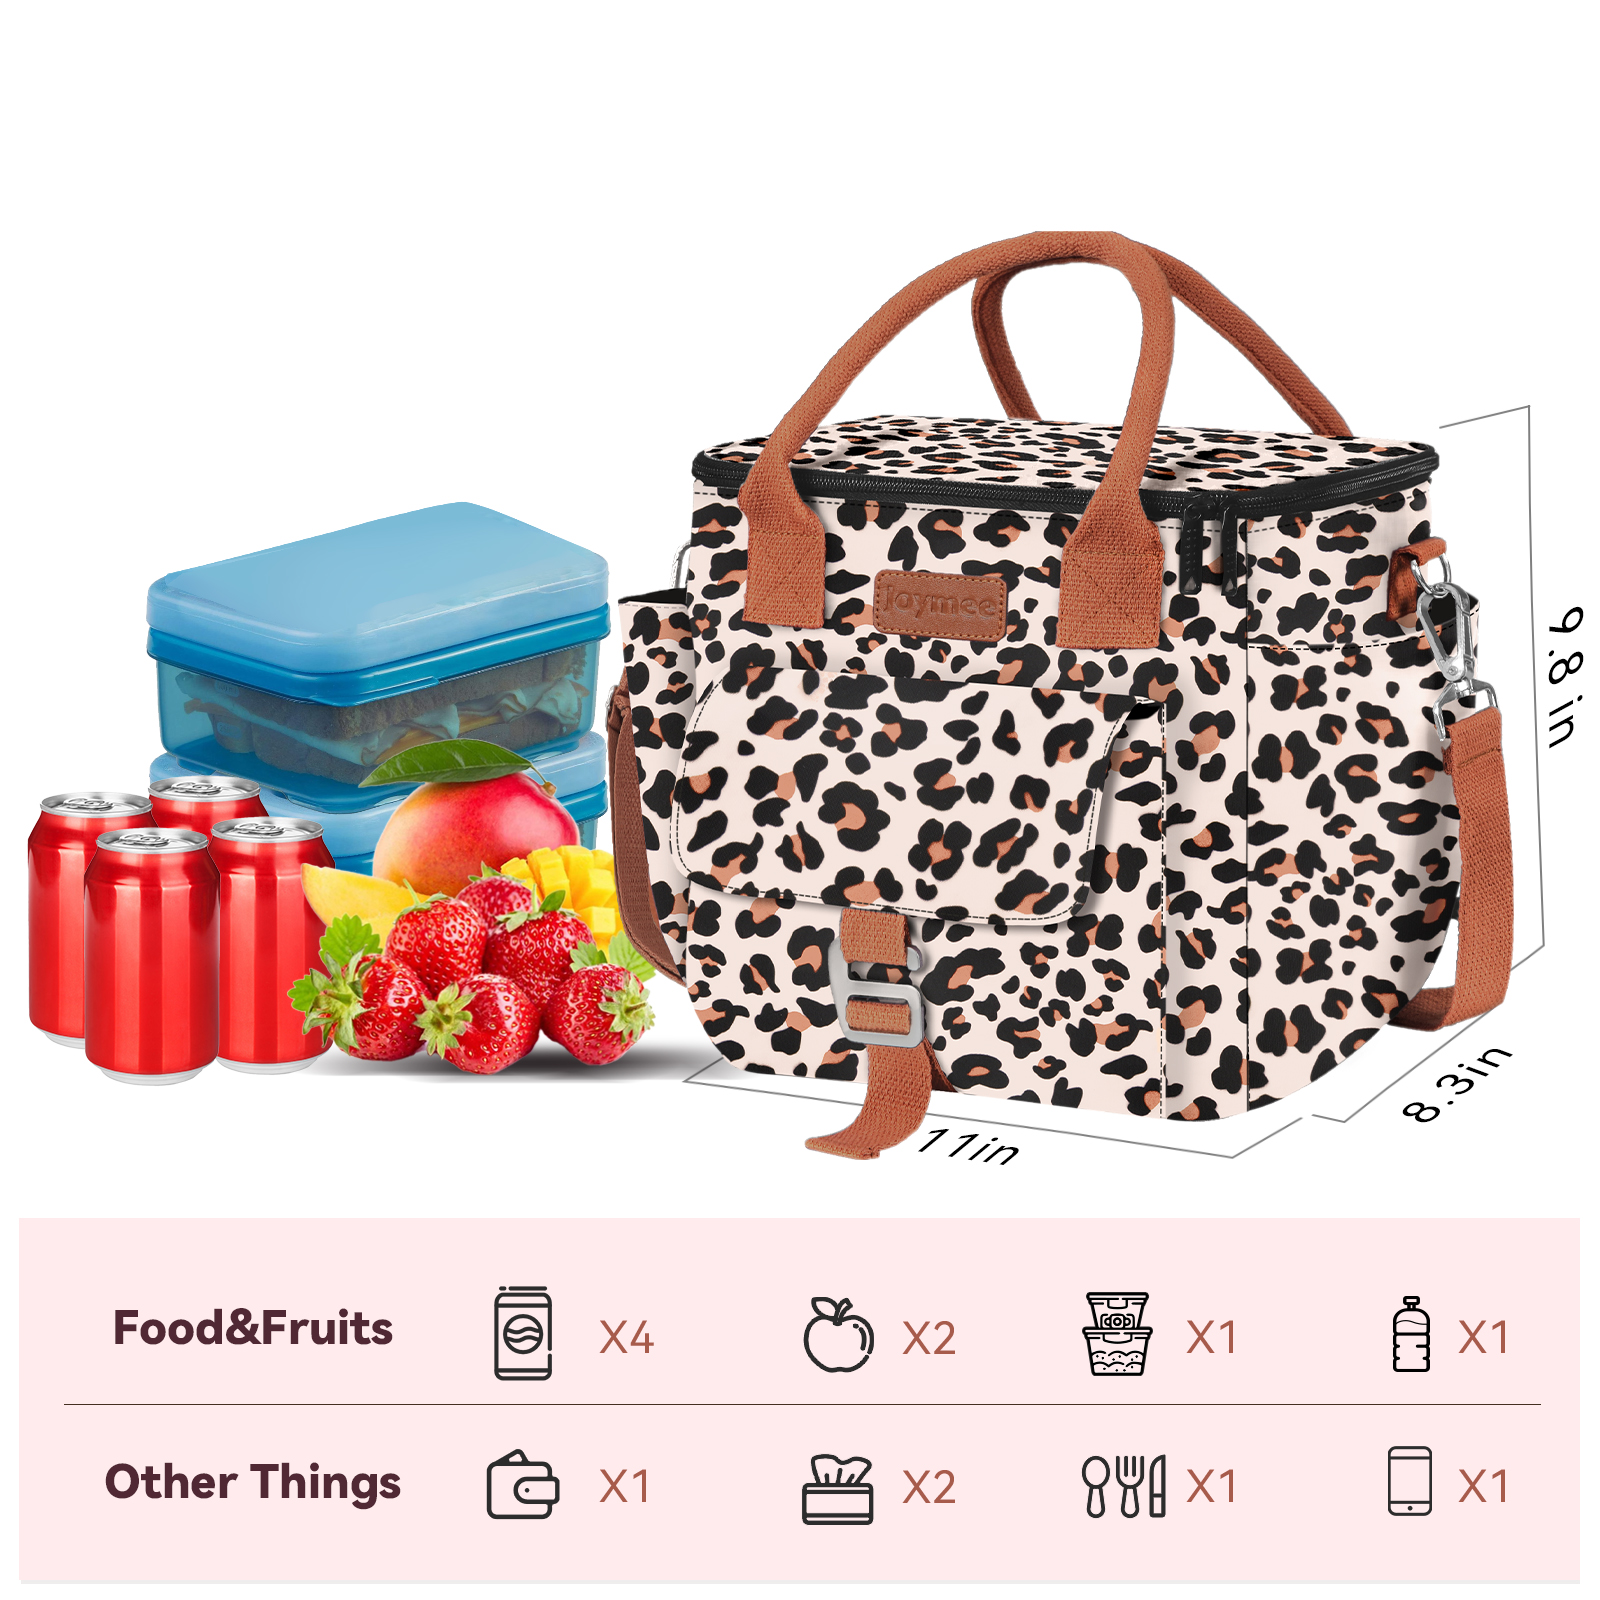 Joymee
9.8 in
8.3in
11in
Food&Fruits X4 X2 X1 X1
Other Things X1 X2 X1 X1